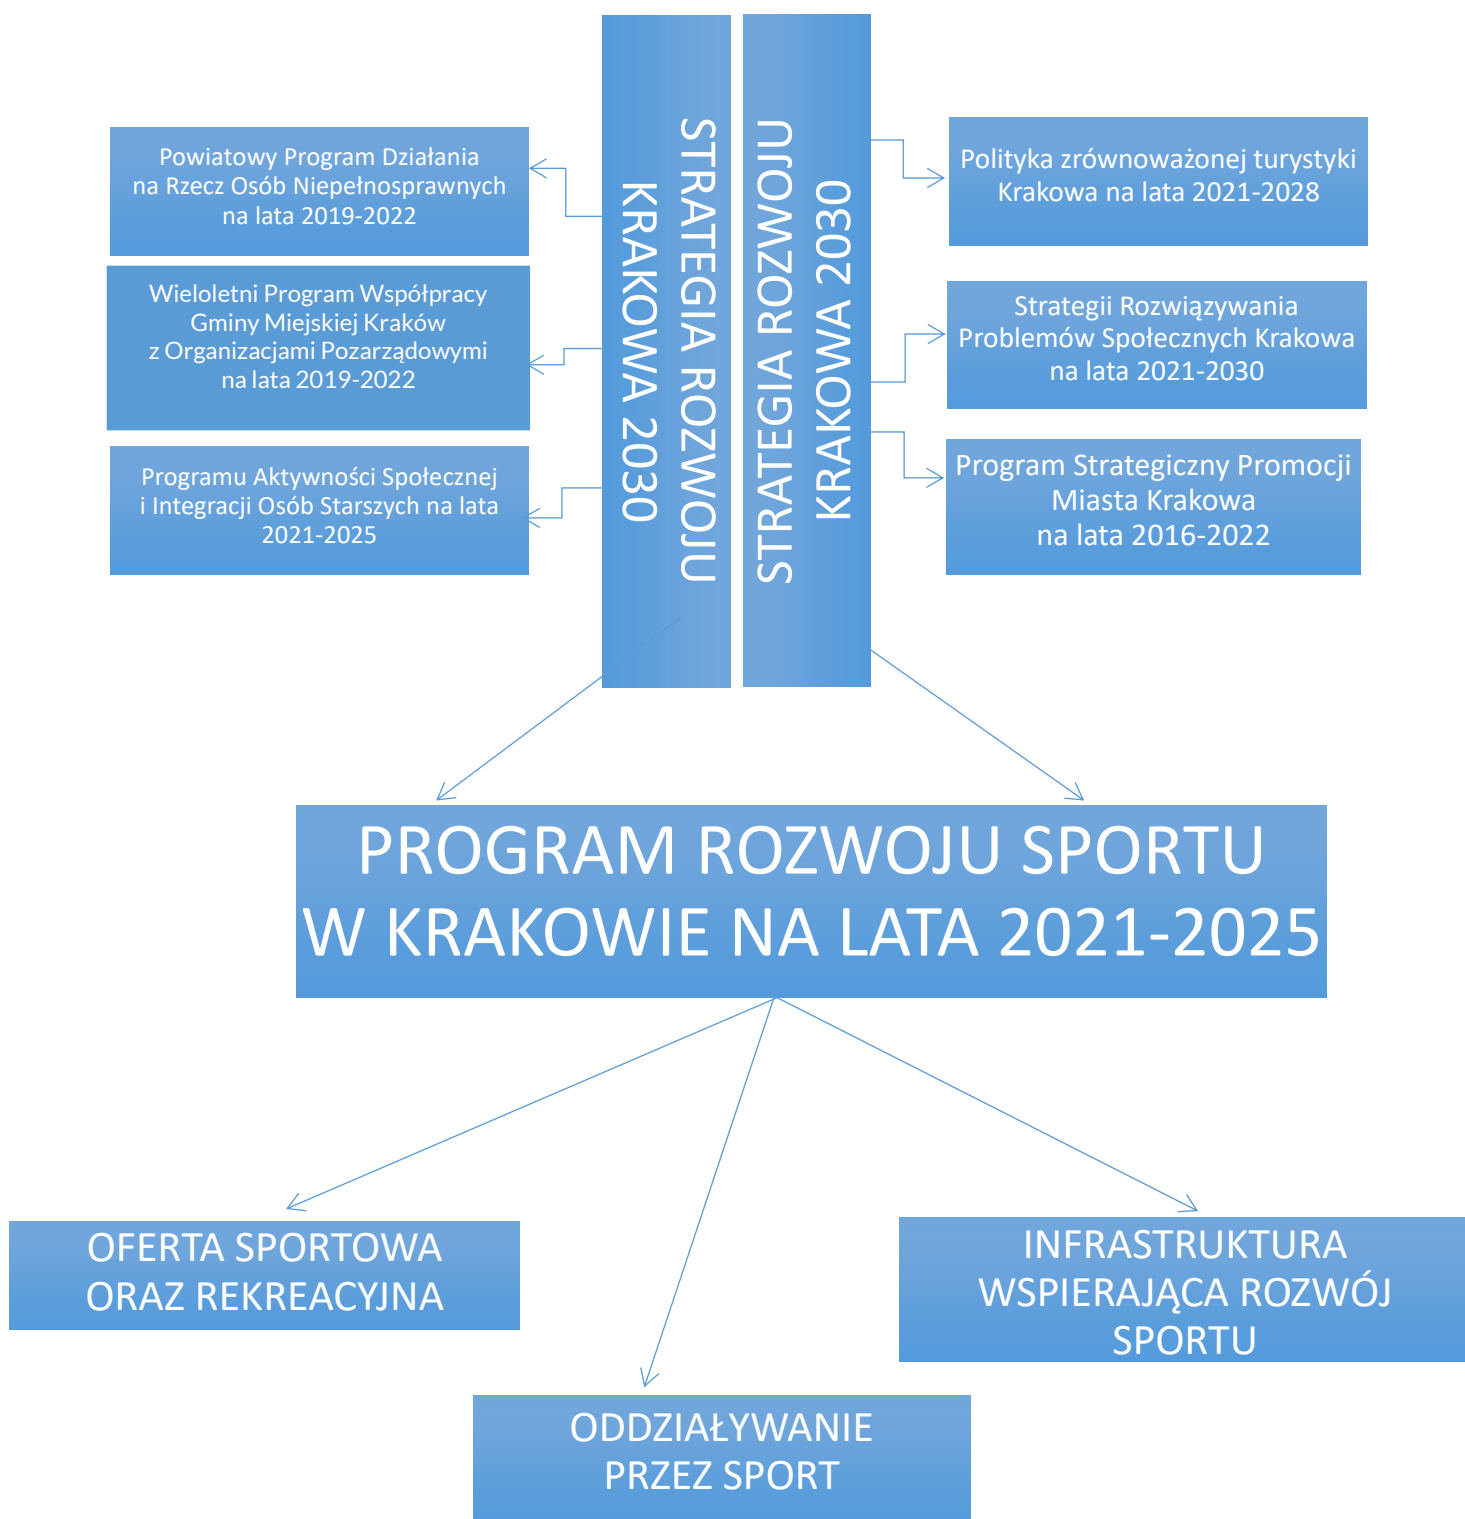 STRATEGIA ROZWOJU
KRAKOWA 2030
STRATEGIA ROZWOJU
KRAKOWA 2030
Powiatowy Program Działania
na Rzecz Osób Niepełnosprawnych
na lata 2019-2022
Wieloletni Program Współpracy
Gminy Miejskiej Kraków
z Organizacjami Pozarządowymi
na lata 2019-2022
Programu Aktywności Społecznej
i Integracji Osób Starszych na lata
2021-2025
Polityka zrównoważonej turystyki
Krakowa na lata 2021-2028
Strategii Rozwiązywania
Problemów Społecznych Krakowa
na lata 2021-2030
Program Strategiczny Promocji
Miasta Krakowa
na lata 2016-2022
PROGRAM ROZWOJU SPORTU
W KRAKOWIE NA LATA 2021-2025
OFERTA SPORTOWA
ORAZ REKREACYJNA
ODDZIAŁYWANIE
PRZEZ SPORT
INFRASTRUKTURA
WSPIERAJĄCA ROZWÓJ
SPORTU